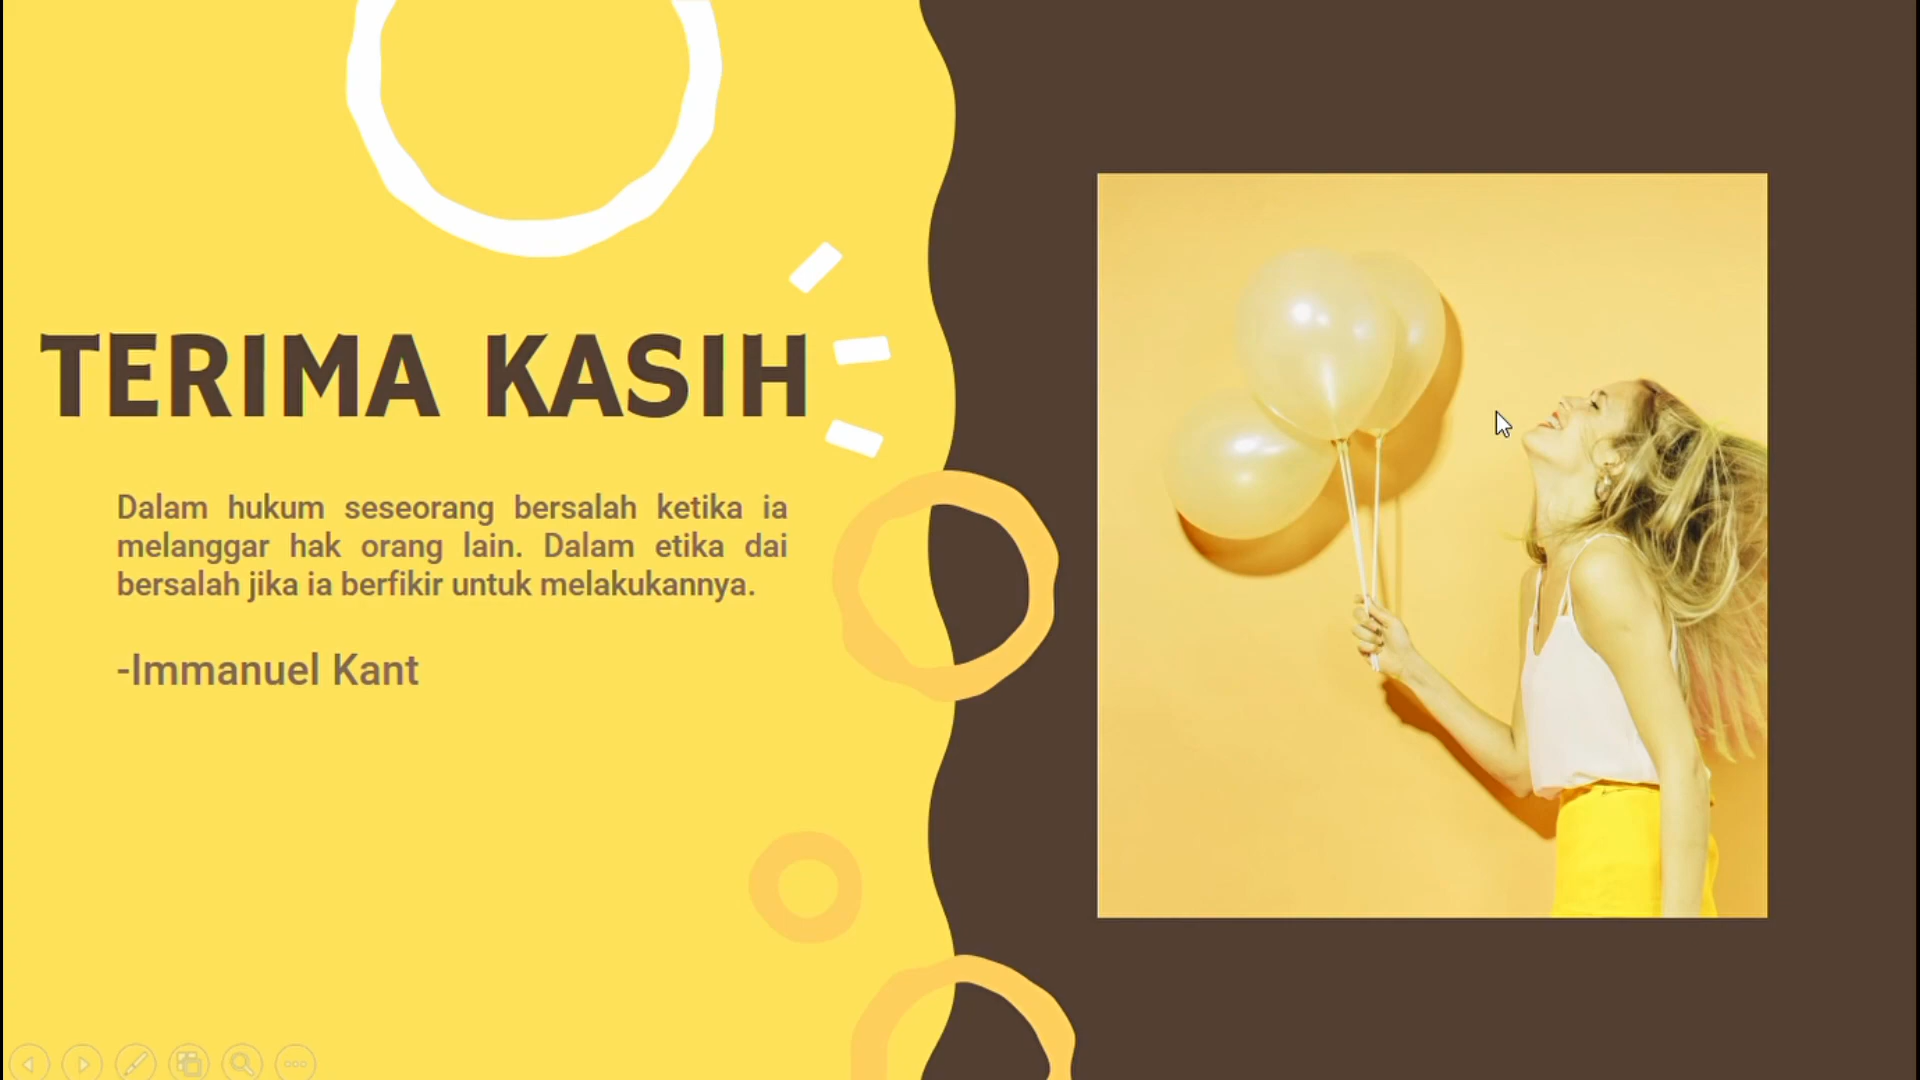 TERIMA KASIH
Dalam hukum seseorang bersalah ketika ia
melanggar hak orang lain. Dalam etika dai
bersalah jika ia berfikir untuk melakukannya.
-Immanuel Kant